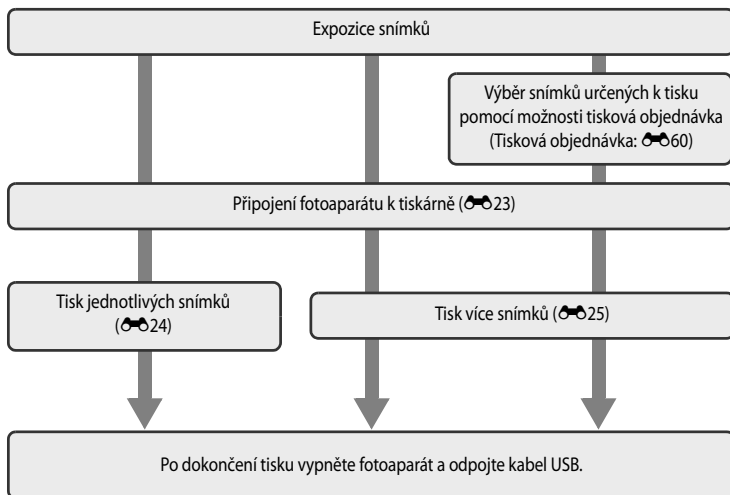 Expozice snímků
Výběr snímků určených k tisku
pomocí možnosti tisková objednávka
(Tisková objednávka: 60)
Připojení fotoaparátu k tiskárně (23)
Tisk jednotlivých snímků
(24)
Tisk více snímků (25)
Po dokončení tisku vypněte fotoaparát a odpojte kabel USB.